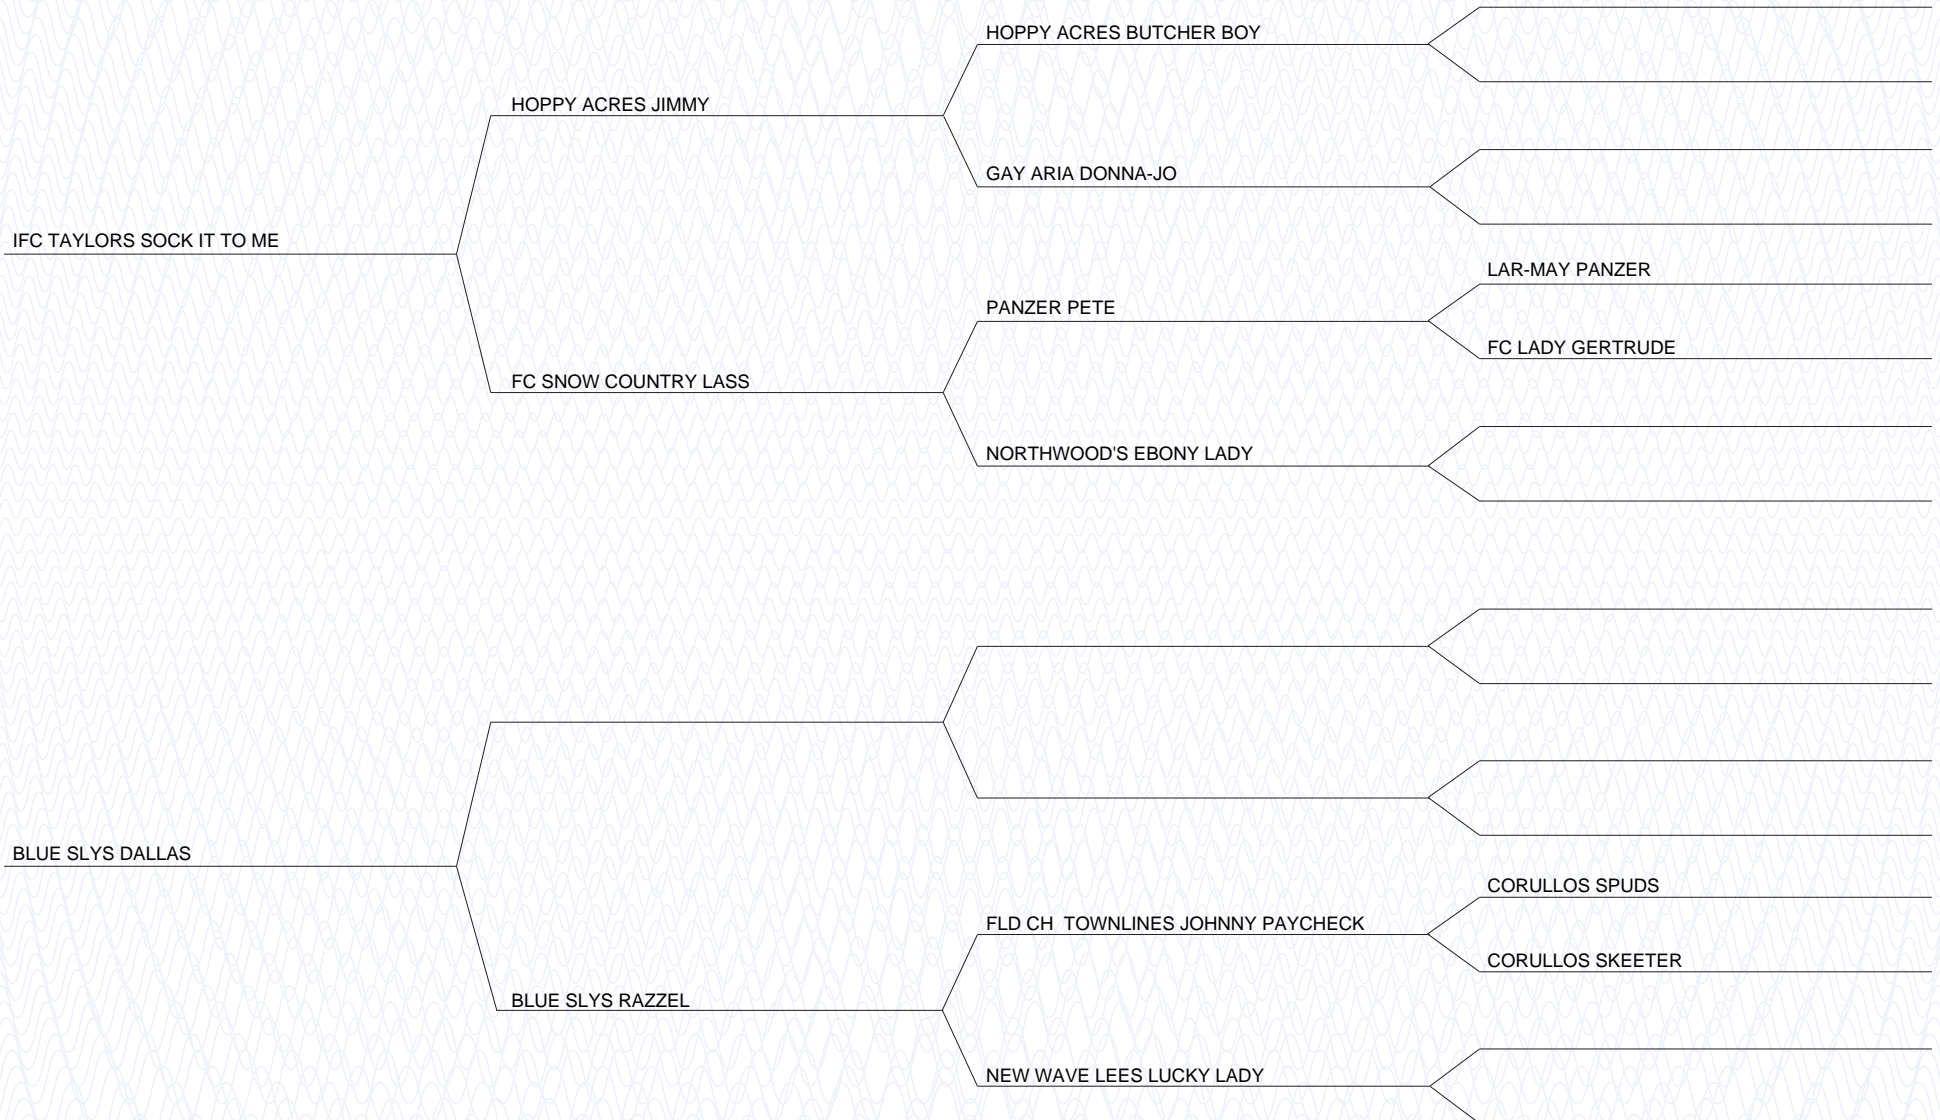 HOPPY ACRES BUTCHER BOY
HOPPY ACRES JIMMY
GAY ARIA DONNA-JO
IFC TAYLORS SOCK IT TO ME
LAR-MAY PANZER
PANZER PETE
FC LADY GERTRUDE
FC SNOW COUNTRY LASS
NORTHWOOD'S EBONY LADY
BLUE SLYS DALLAS
CORULLOS SPUDS
FLD CH  TOWNLINES JOHNNY PAYCHECK
CORULLOS SKEETER
BLUE SLYS RAZZEL
NEW WAVE LEES LUCKY LADY